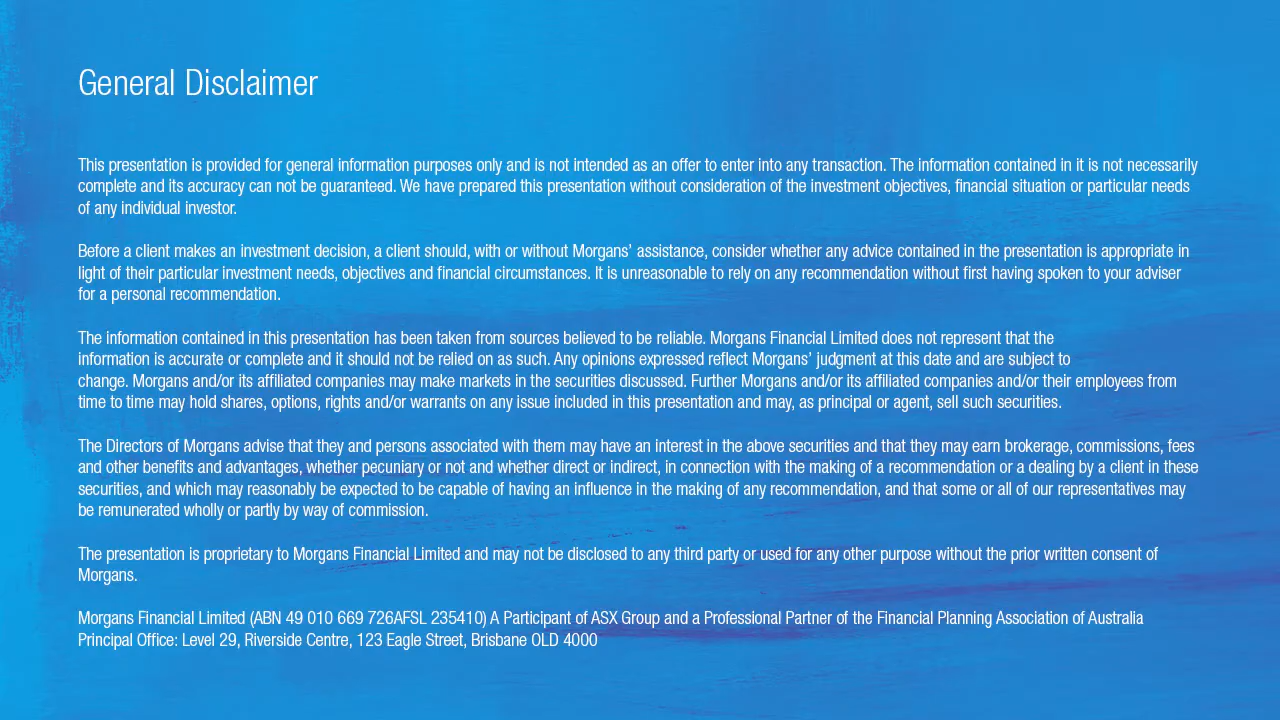 General Disclaimer
This presentation is provided for general information purposes only and is not intended as an offer to enter into any transaction. The information contained in it is not necessarily
complete and its accuracy can not be guaranteed. We have prepared this presentation without consideration of the investment objectives, financial situation or particular needs
of any individual investor.
Before a client makes an investment decision, a client should, with or without Morgans' assistance, consider whether any advice contained in the presentation is appropriate in
light of their particular investment needs, objectives and financial circumstances. It is unreasonable to rely on any recommendation without first having spoken to your adviser
for a personal recommendation.
The information contained in this presentation has been taken from sources believed to be reliable. Morgans Financial Limited does not represent that the
information is accurate or complete and it should not be relied on as such. Any opinions expressed reflect Morgans' judgment at this date and are subject to
change. Morgans and/or its affiliated companies may make markets in the securities discussed. Further Morgans and/or its affiliated companies and/or their employees from
time to time may hold shares, options, rights and/or warrants on any issue included in this presentation and may, as principal or agent, sell such securities.
The Directors of Morgans advise that they and persons associated with them may have an interest in the above securities and that they may earn brokerage, commissions, fees
and other benefits and advantages, whether pecuniary or not and whether direct or indirect, in connection with the making of a recommendation or a dealing by a client in these
securities, and which may reasonably be expected to be capable of having an influence in the making of any recommendation, and that some or all of our representatives may
be remunerated wholly or partly by way of commission.
The presentation is proprietary to Morgans Financial Limited and may not be disclosed to any third party or used for any other purpose without the prior written consent of
Morgans.
Morgans Financial Limited (ABN 49 010 669 726AFSL 235410) A Participant of ASX Group and a Professional Partner of the Financial Planning Association of Australia
Principal Office: Level 29, Riverside Centre, 123 Eagle Street, Brisbane OLD 4000